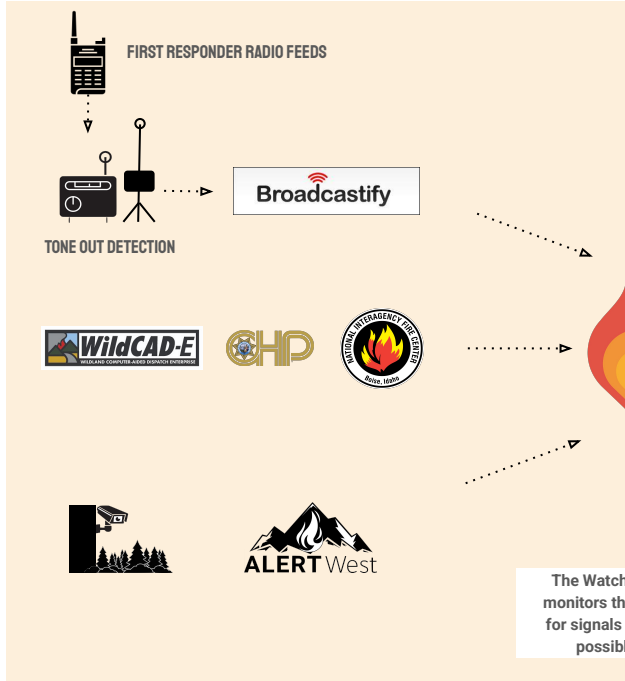 FIRST RESPONDER RADIO FEEDS
Broadcastify
TONE OUT DETECTION
WildCAD-E
WILDLAND COMPUTER-AIDED DISPATCH ENTERPRISE
CHP
NATIONAL INTERAGENCY FIRE CENTER
Boise, Idaho
ALERTWest
The Watch
monitors th
for signals
possibl